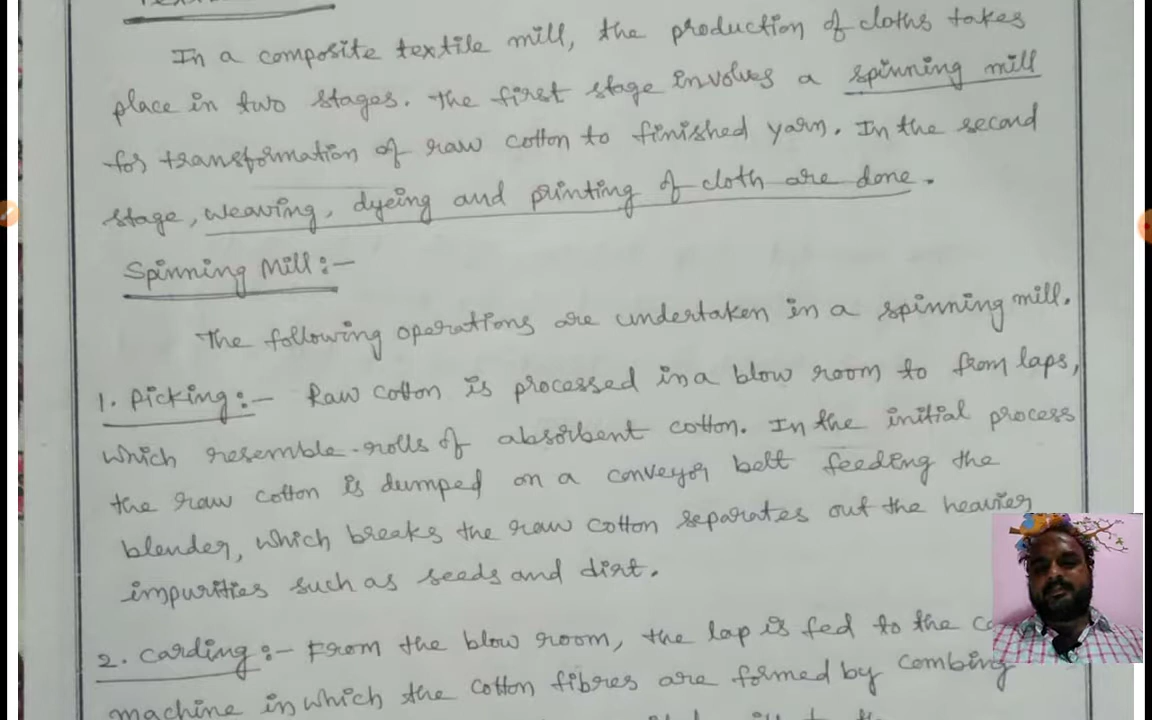 In a composite textile mill, the production of cloths takes
place in two stages. The first stage involves a spinning mill
for transformation of raw cotton to finished yarn. In the second
stage, weaving, dyeing and printing of cloth are done.
Spinning Mill:-
The following operations are undertaken in a spinning mill.
1. Picking:- Raw cotton is processed in a blow room to from laps,
which resemble rolls of absorbent cotton. In the initial process
the raw cotton is dumped on a conveyor belt feeding the
blender, which breaks the raw cotton separates out the heavier
impurities such as seeds and dirt.
2. Carding:- From the blow room, the lap is fed to the
machine in which the cotton fibres are formed by combing